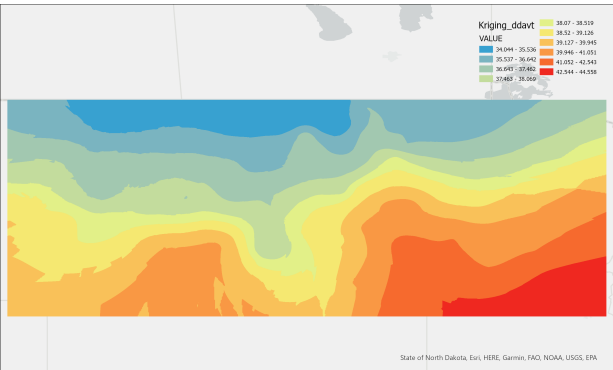 Kriging_ddavt
VALUE
34.044 - 35.536
35.537 - 36.642
36.643 - 37.462
37.463 - 38.069
38.07 - 38.519
38.52 - 39.126
39.127 - 39.945
39.946 - 41.051
41.052 - 42.543
42.544 - 44.558
State of North Dakota, Esri, HERE, Garmin, FAO, NOAA, USGS, EPA